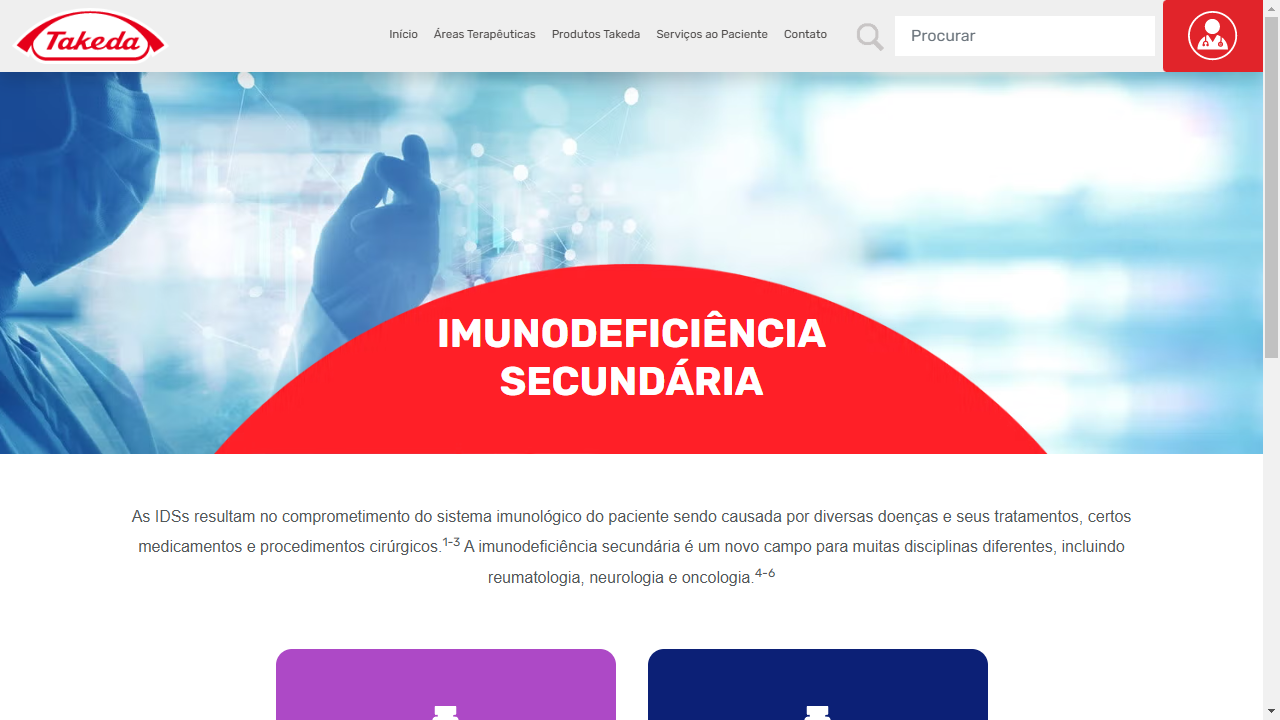 Takeda
Início Áreas Terapêuticas Produtos Takeda Serviços ao Paciente Contato Procurar
IMUNODEFICIÊNCIA
SECUNDÁRIA
As IDSs resultam no comprometimento do sistema imunológico do paciente sendo causada por diversas doenças e seus tratamentos, certos
medicamentos e procedimentos cirúrgicos.1-3 A imunodeficiência secundária é um novo campo para muitas disciplinas diferentes, incluindo
reumatologia, neurologia e oncologia.4-6